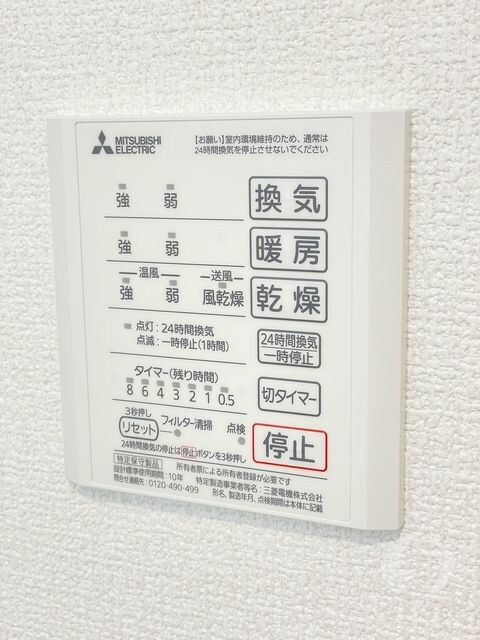 MITSUBISHI
ELECTRIC
【お願い】室内環境維持のため、通常は
24時間換気を停止させないでください
強 弱 換気
強 弱 暖房
温風 送風
強 弱 風乾燥 乾燥
点灯:24時間換気
点滅:一時停止(1時間)
24時間換気
一時停止
タイマー(残り時間)
8 6 4 3 2 1 0.5
切タイマー
3秒押し
リセット フィルター清掃 点検
停止
24時間換気の停止は停止ボタンを3秒押し
特定保守製品 所有者票による所有者登録が必要です
設計標準使用期間:10年 特定製造事業者等名:三菱電機株式会社
問合せ連絡先:0120-490-499 形名、製造年月、点検期間は本体に記載